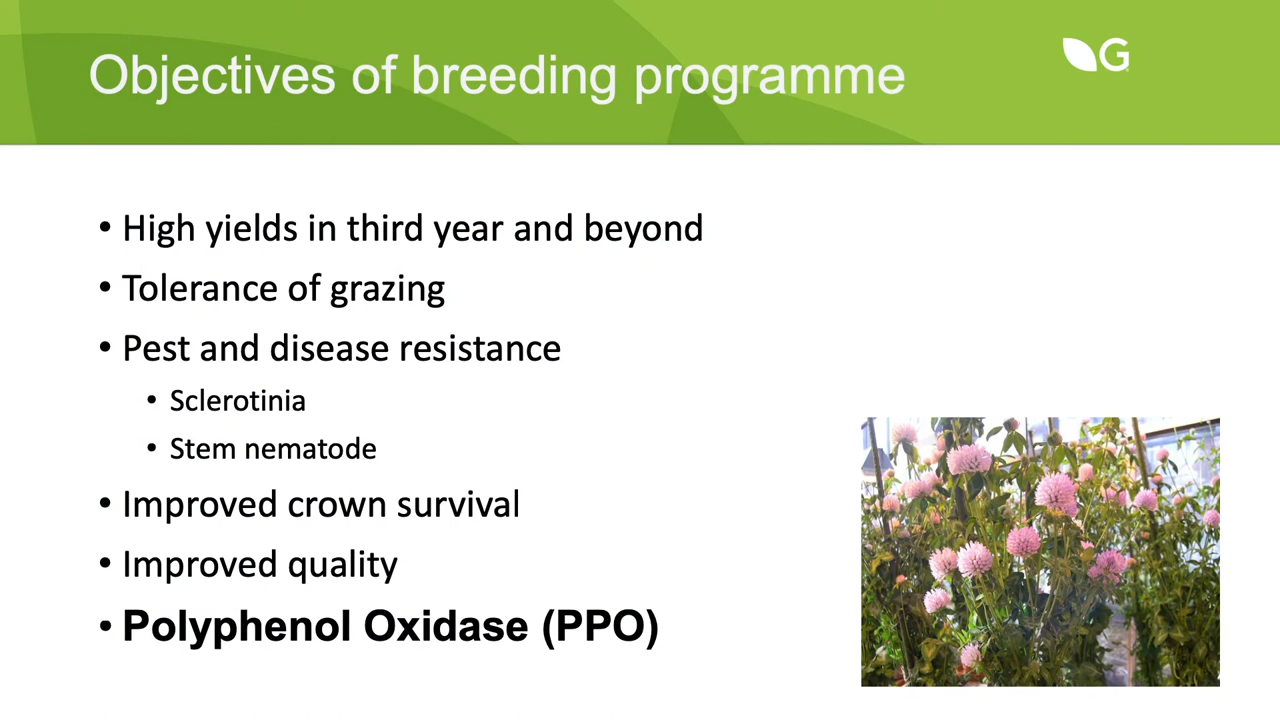 Objectives of breeding programme
G
• High yields in third year and beyond
• Tolerance of grazing
• Pest and disease resistance
• Sclerotinia
• Stem nematode
• Improved crown survival
• Improved quality
• Polyphenol Oxidase (PPO)